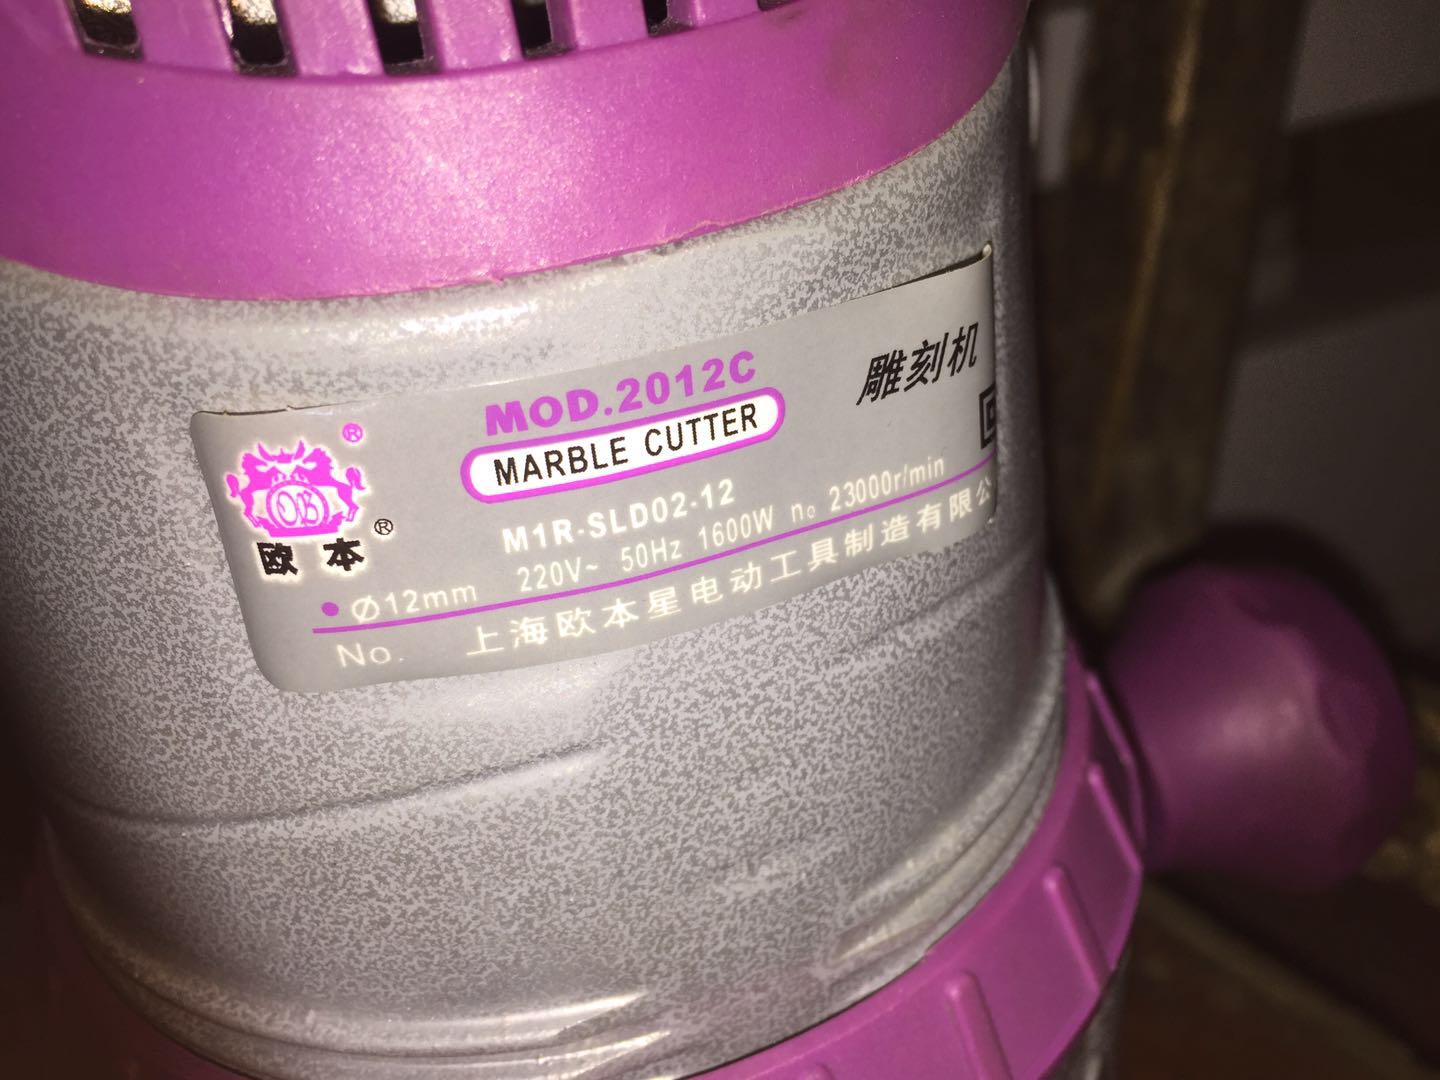 MOD.2012C
雕刻机
MARBLE CUTTER
®
OB
®
欧本
M1R-SLD02-12
Ø12mm 220V~ 50Hz 1600W n₀ 23000r/min
No. 上海欧本星电动工具制造有限公